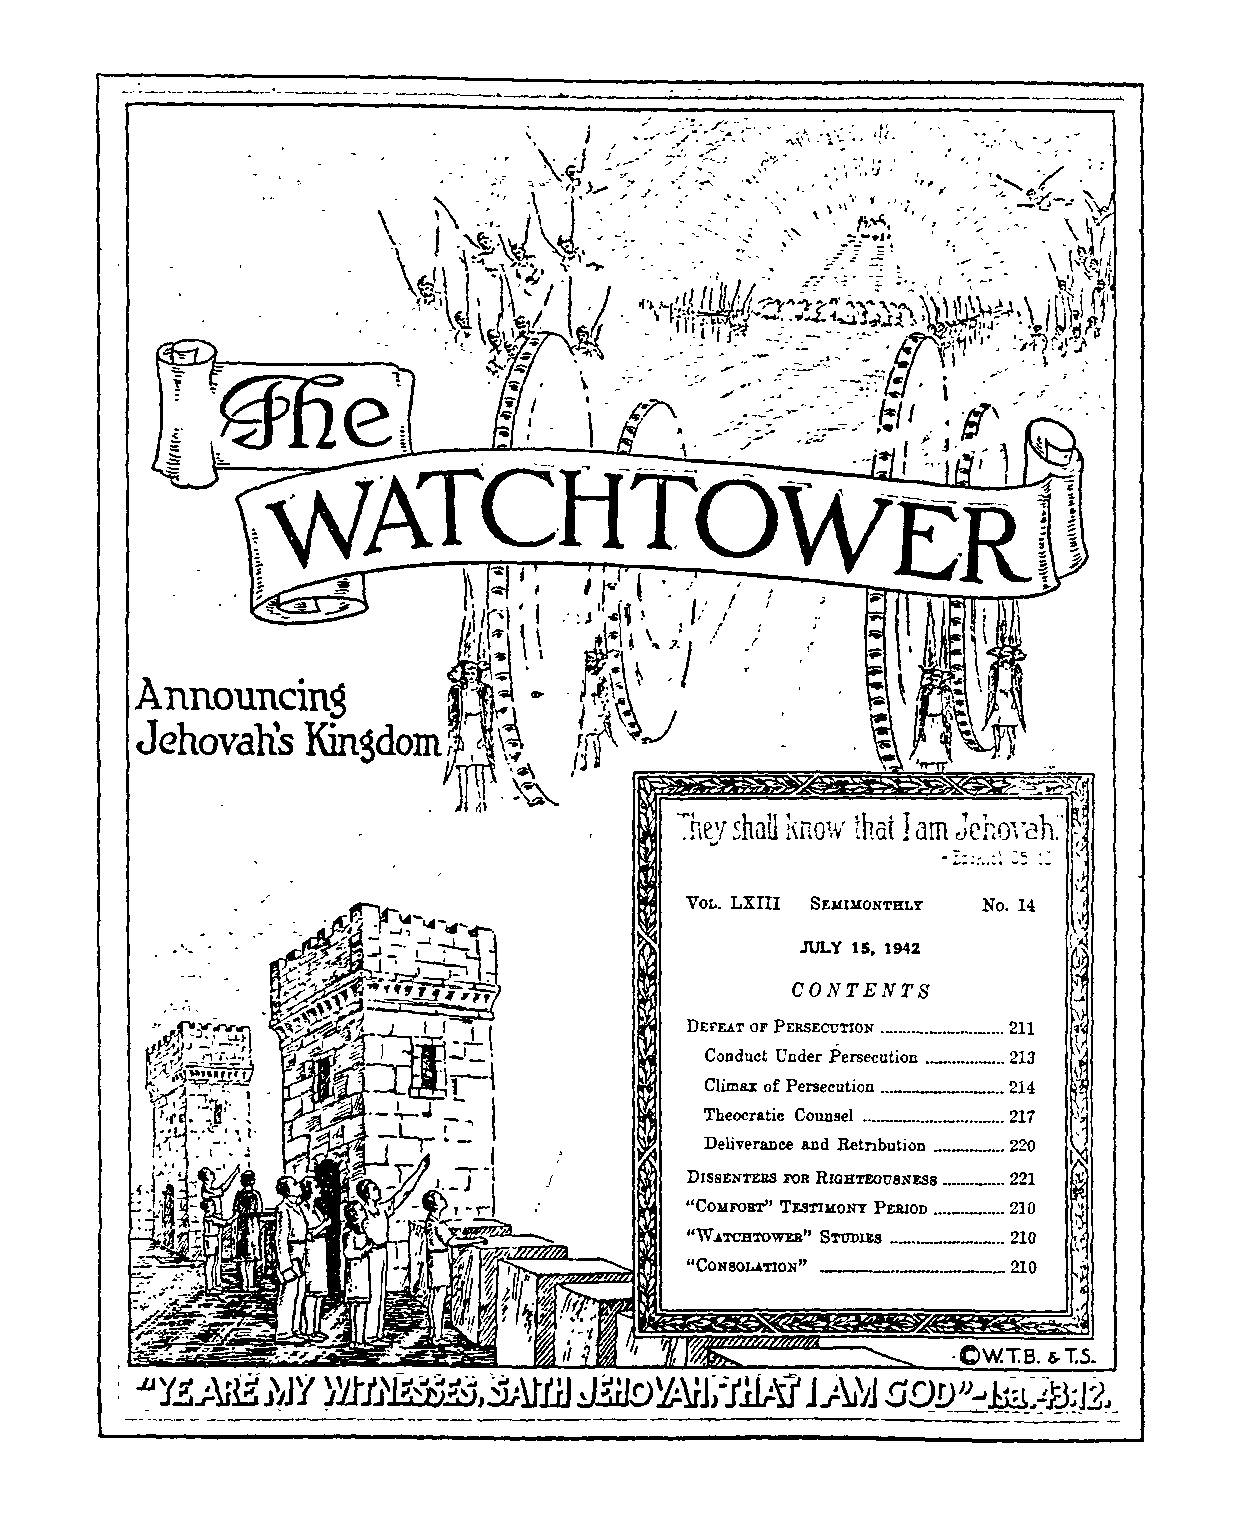 The
WATCHTOWER
Announcing
Jehovah's Kingdom
"They shall know that I am Jehovah."
VOL. LXIII SEMIMONTHLY No. 14
JULY 15, 1942
CONTENTS
DEFEAT OF PERSECUTION 211
Conduct Under Persecution 213
Climax of Persecution 214
Theocratic Counsel 217
Deliverance and Retribution 220
DISSENTERS FOR RIGHTEOUSNESS 221
"COMFORT" TESTIMONY PERIOD 210
"WATCHTOWER" STUDIES 210
"CONSOLATION" 210
©W.T.B. & T.S.
"YE ARE MY WITNESSES, SAITH JEHOVAH, THAT I AM GOD"-Isa. 43:12.